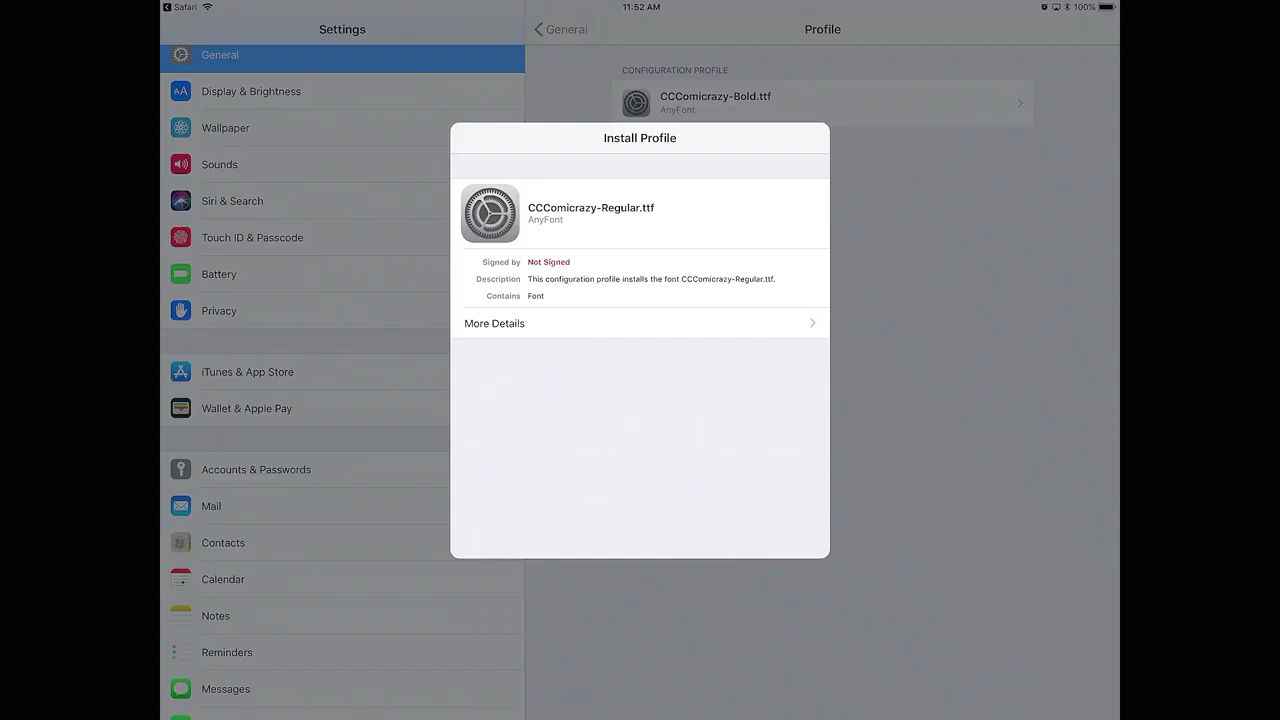 Safari
11:52 AM
100%
Settings
General
Profile
General
Display & Brightness
Wallpaper
Sounds
Siri & Search
Touch ID & Passcode
Battery
Privacy
iTunes & App Store
Wallet & Apple Pay
Accounts & Passwords
Mail
Contacts
Calendar
Notes
Reminders
Messages
CONFIGURATION PROFILE
CCComicrazy-Bold.ttf
AnyFont
Install Profile
CCComicrazy-Regular.ttf
AnyFont
Signed by Not Signed
Description This configuration profile installs the font CCComicrazy-Regular.ttf.
Contains Font
More Details